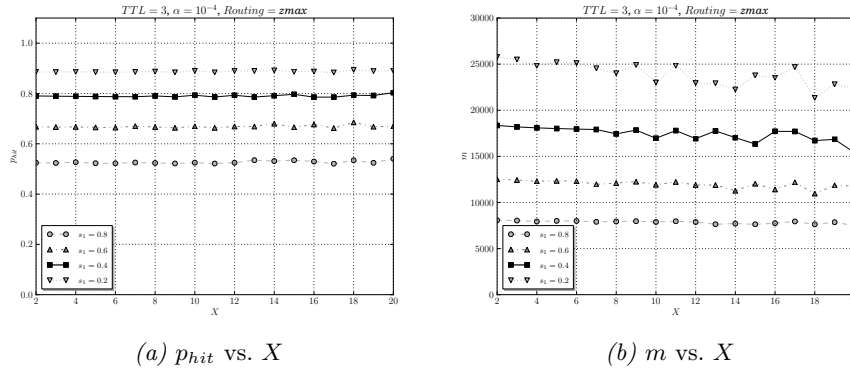 TTL = 3, α = 10⁻⁴, Routing = zmax
1.0
0.8
0.6
0.4
0.2
0.0
p_hit
s₁ = 0.8
s₁ = 0.6
s₁ = 0.4
s₁ = 0.2
2 4 6 8 10 12 14 16 18 20
X
(a) p_hit vs. X
TTL = 3, α = 10⁻⁴, Routing = zmax
30000
25000
20000
15000
10000
5000
0
m
s₁ = 0.8
s₁ = 0.6
s₁ = 0.4
s₁ = 0.2
2 4 6 8 10 12 14 16 18
X
(b) m vs. X